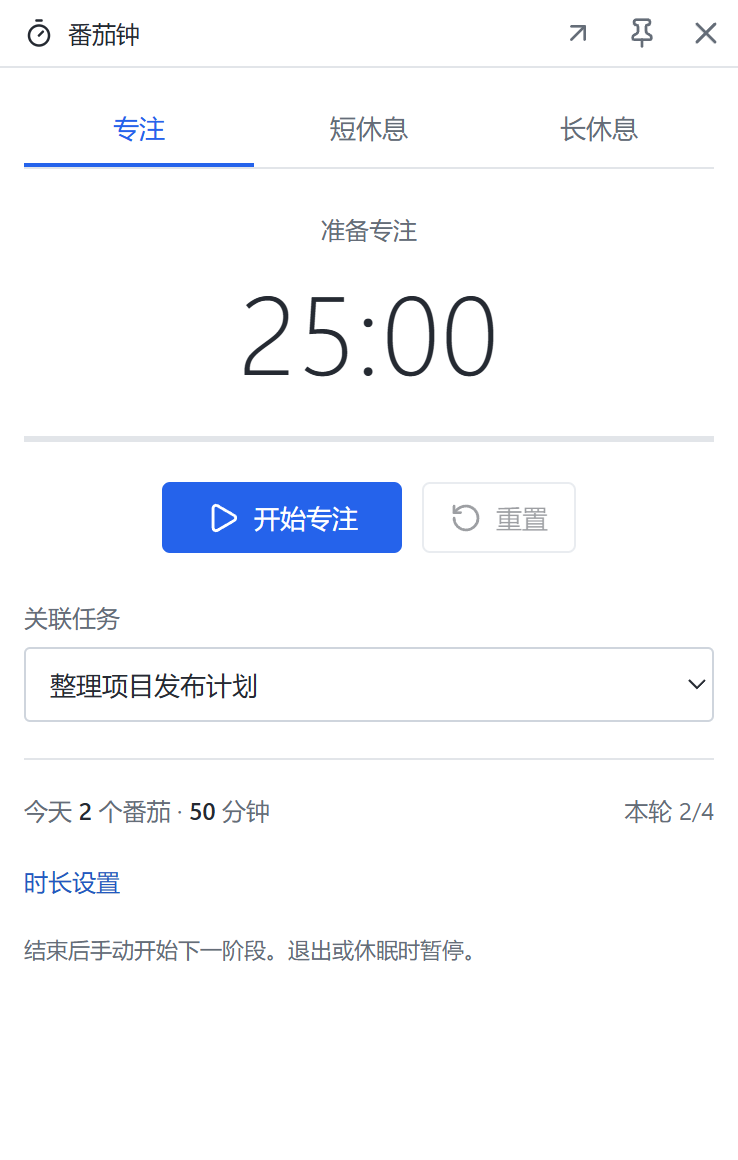 番茄钟
专注 短休息 长休息
准备专注
25:00
开始专注 重置
关联任务
整理项目发布计划
今天 2 个番茄 · 50 分钟 本轮 2/4
时长设置
结束后手动开始下一阶段。退出或休眠时暂停。